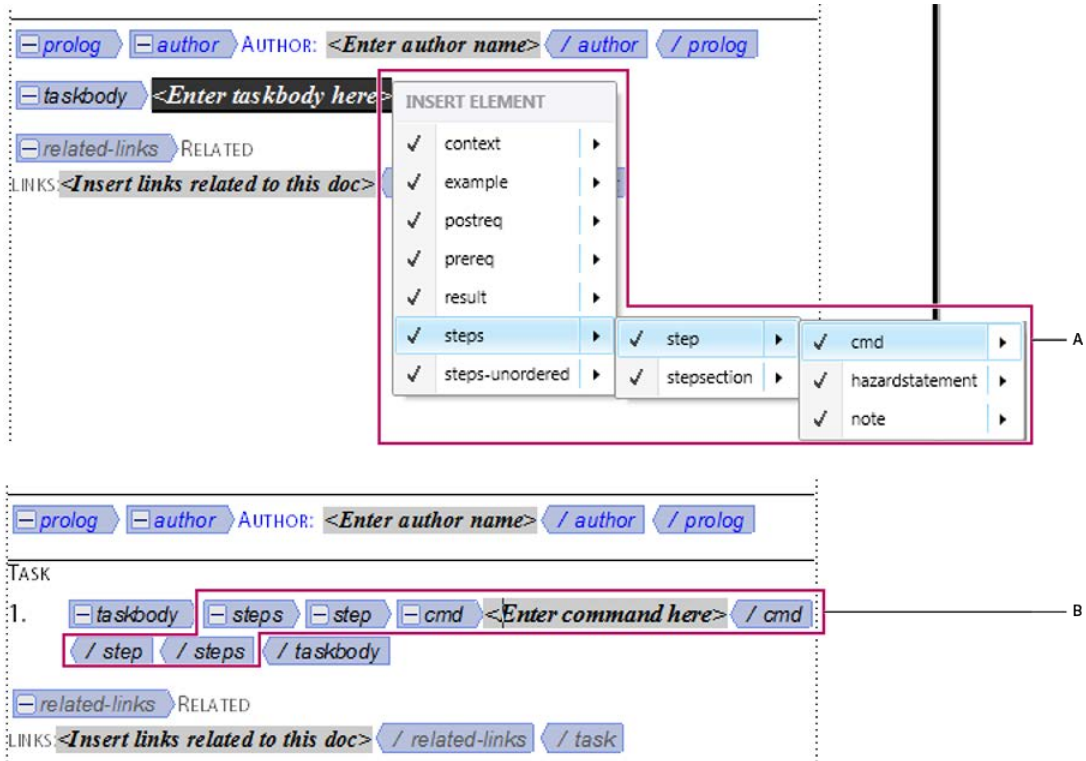 prolog author AUTHOR: <Enter author name> / author / prolog
taskbody <Enter taskbody here>
INSERT ELEMENT
related-links RELATED
LINKS:<Insert links related to this doc>
context
example
postreq
prereq
result
steps
steps-unordered
step
stepsection
cmd
hazardstatement
note
A
prolog author AUTHOR: <Enter author name> / author / prolog
TASK
1. taskbody steps step cmd <Enter command here> / cmd
B
/ step / steps / taskbody
related-links RELATED
LINKS:<Insert links related to this doc> / related-links / task